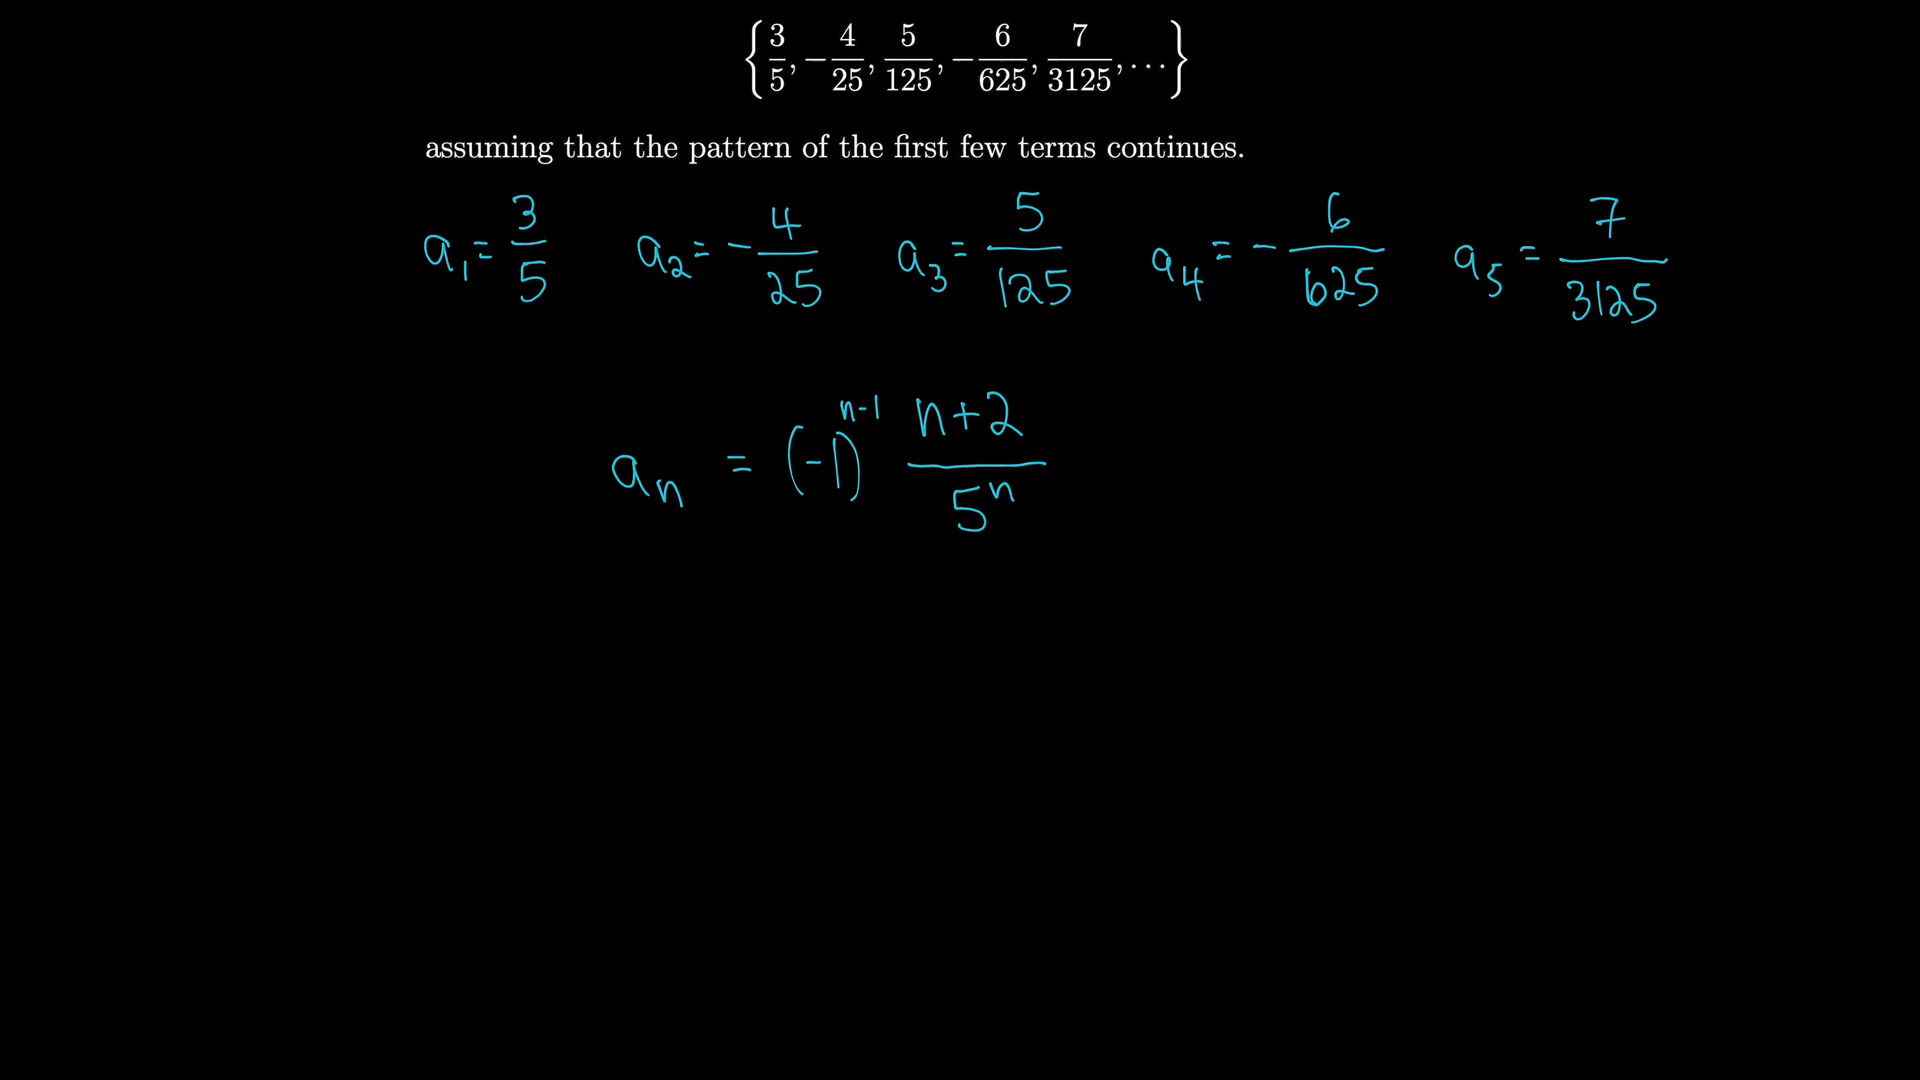 {3/5, −4/25, 5/125, −6/625, 7/3125, ...}
assuming that the pattern of the first few terms continues.
a₁ = 3/5 a₂ = −4/25 a₃ = 5/125 a₄ = −6/625 a₅ = 7/3125
aₙ = (−1)ⁿ⁻¹ (n+2)/5ⁿ